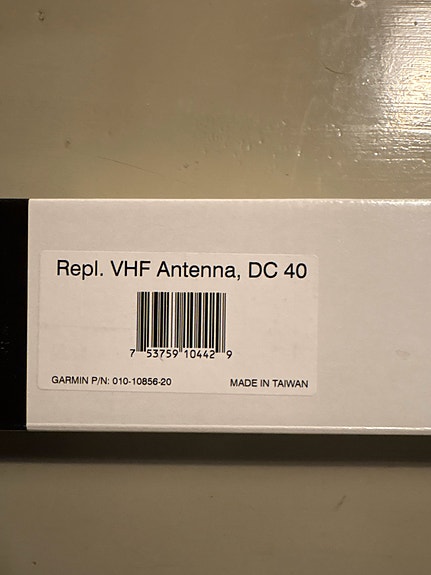 Repl. VHF Antenna, DC 40
7 53759 10442 9
GARMIN P/N: 010-10856-20 MADE IN TAIWAN